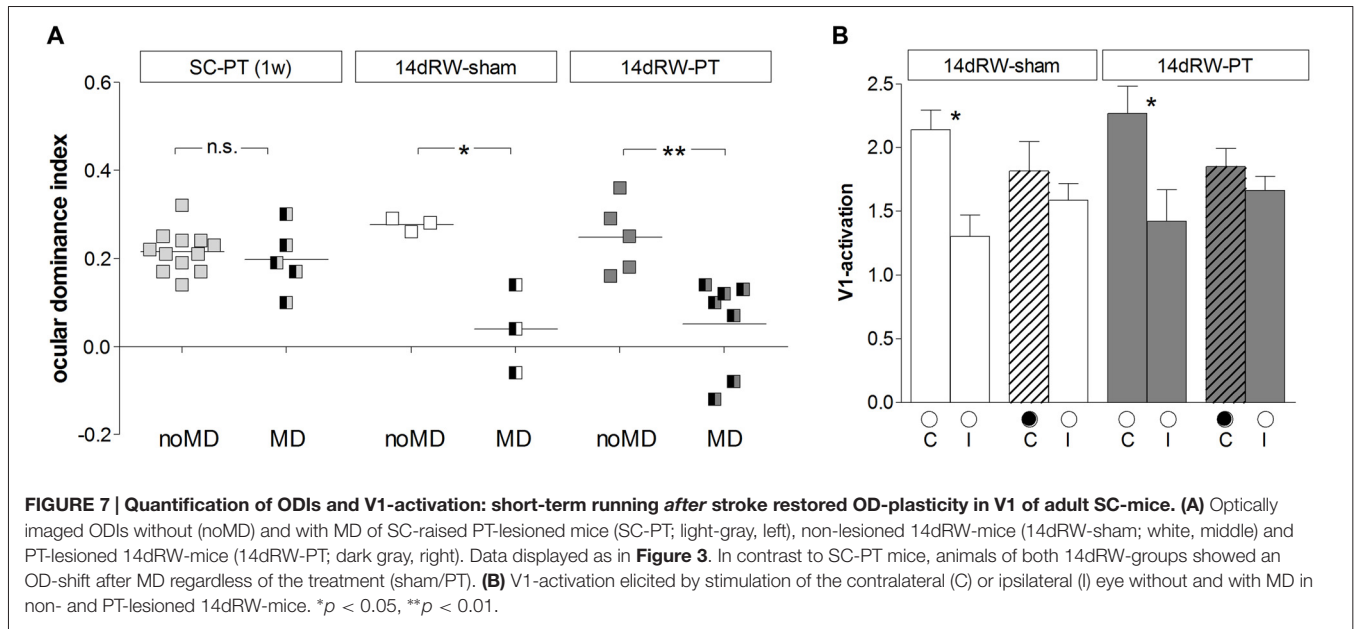 A
SC-PT (1w)
14dRW-sham
14dRW-PT
0.6
0.4
0.2
0.0
-0.2
ocular dominance index
n.s.
*
**
noMD
MD
noMD
MD
noMD
MD
B
14dRW-sham
14dRW-PT
2.5
2.0
1.5
1.0
0.5
0.0
V1-activation
*
*
C
I
C
I
C
I
C
I
FIGURE 7 | Quantification of ODIs and V1-activation: short-term running after stroke restored OD-plasticity in V1 of adult SC-mice. (A) Optically
imaged ODIs without (noMD) and with MD of SC-raised PT-lesioned mice (SC-PT; light-gray, left), non-lesioned 14dRW-mice (14dRW-sham; white, middle) and
PT-lesioned 14dRW-mice (14dRW-PT; dark gray, right). Data displayed as in Figure 3. In contrast to SC-PT mice, animals of both 14dRW-groups showed an
OD-shift after MD regardless of the treatment (sham/PT). (B) V1-activation elicited by stimulation of the contralateral (C) or ipsilateral (I) eye without and with MD in
non- and PT-lesioned 14dRW-mice. *p < 0.05, **p < 0.01.